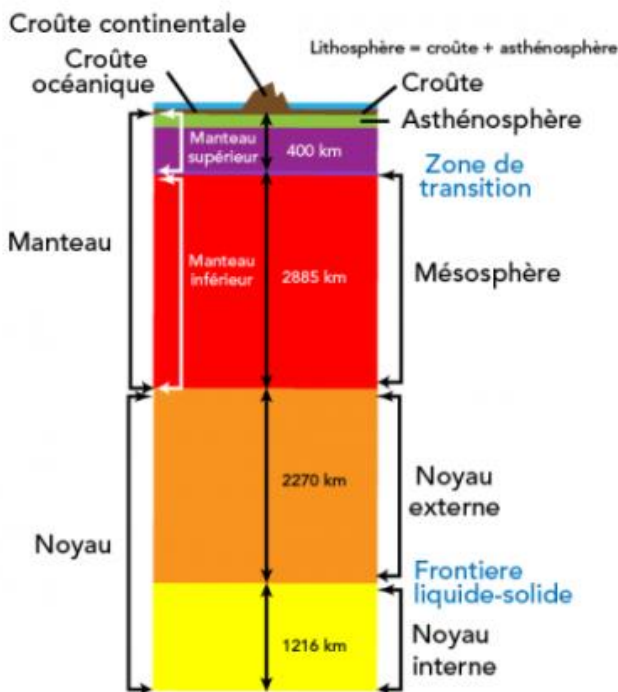 Croûte continentale
Lithosphère = croûte + asthénosphère
Croûte
océanique
Croûte
Asthénosphère
Manteau
supérieur
400 km
Zone de
transition
Manteau
Manteau
inférieur
2885 km
Mésosphère
2270 km
Noyau
externe
Noyau
Frontiere
liquide-solide
1216 km
Noyau
interne